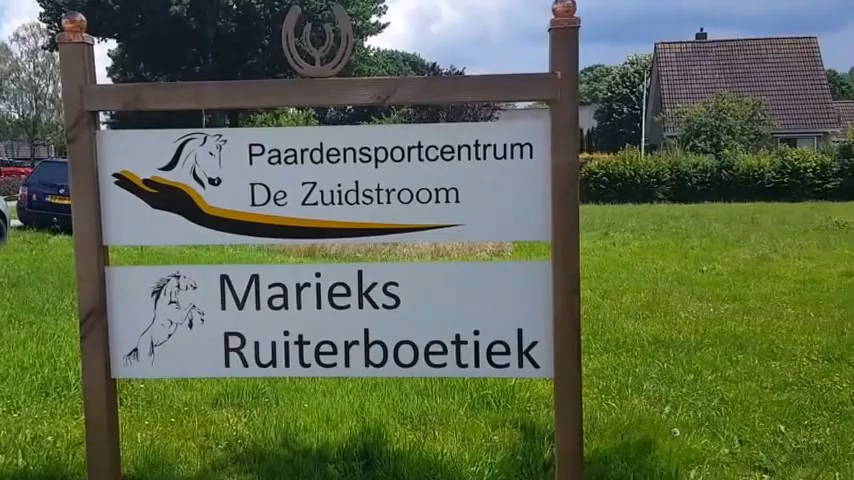 Paardensportcentrum
De Zuidstroom
Marieks
Ruiterboetiek